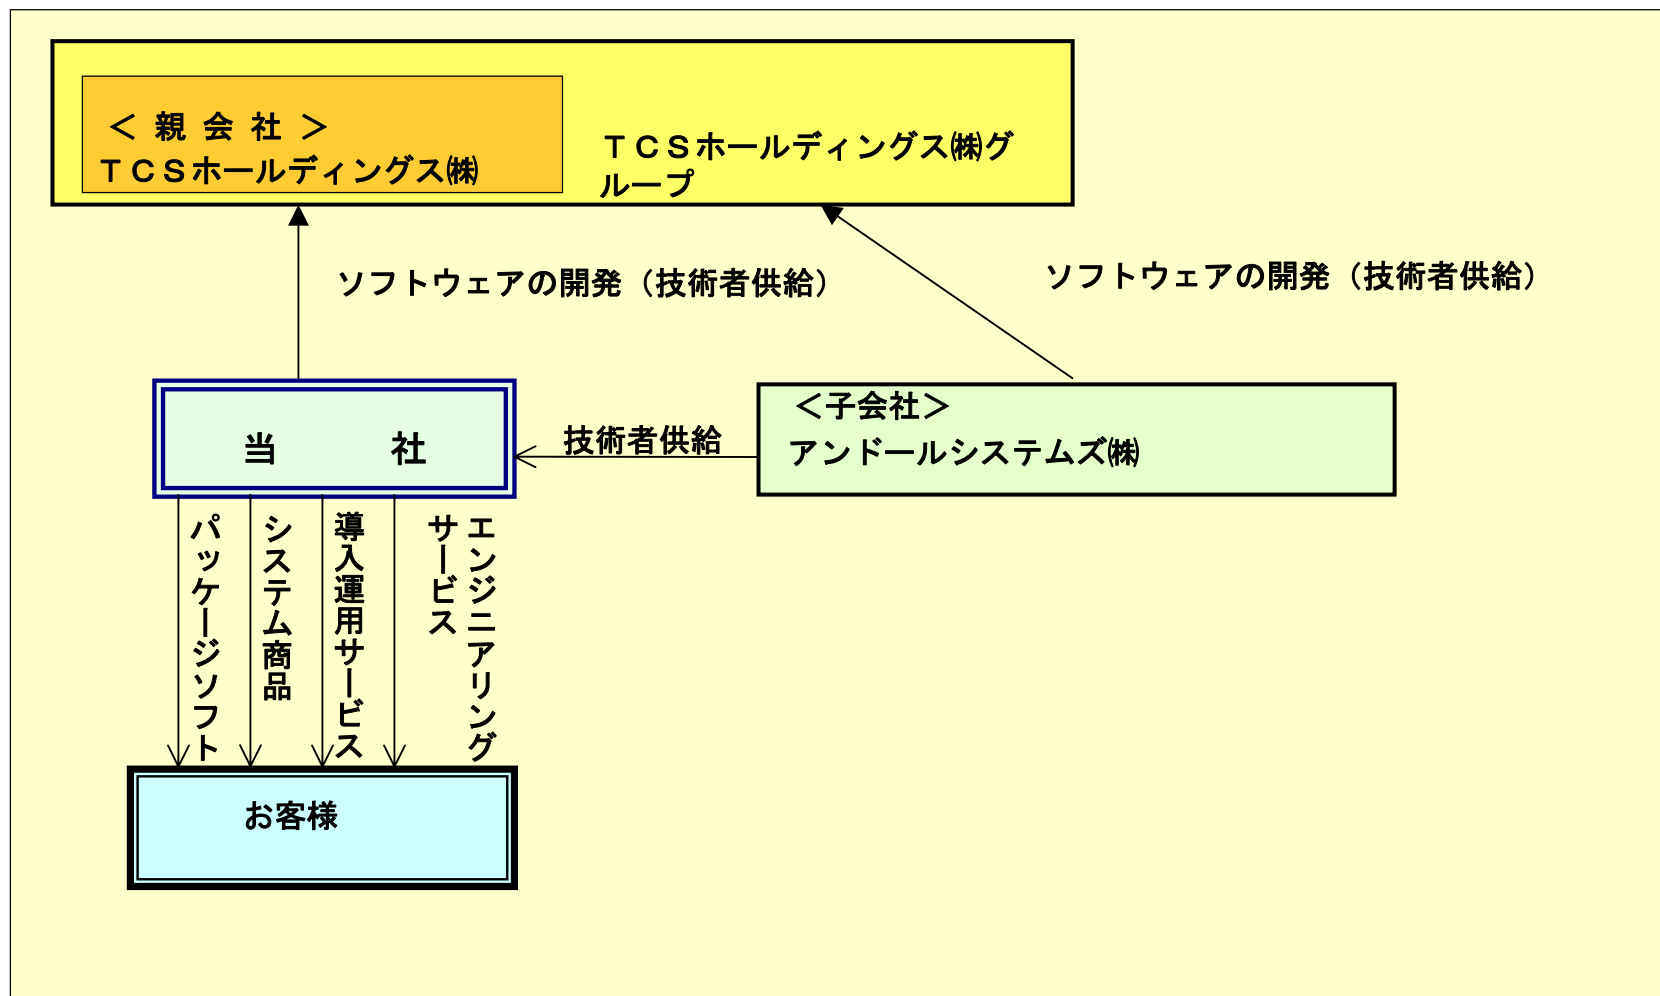 ＜ 親 会 社 ＞
ＴＣＳホールディングス㈱
ＴＣＳホールディングス㈱グ
ループ
ソフトウェアの開発（技術者供給）
ソフトウェアの開発（技術者供給）
当　　　社
技術者供給
＜子会社＞
アンドールシステムズ㈱
パッケージソフト
システム商品
導入運用サービス
エンジニアリング
サービス
お客様